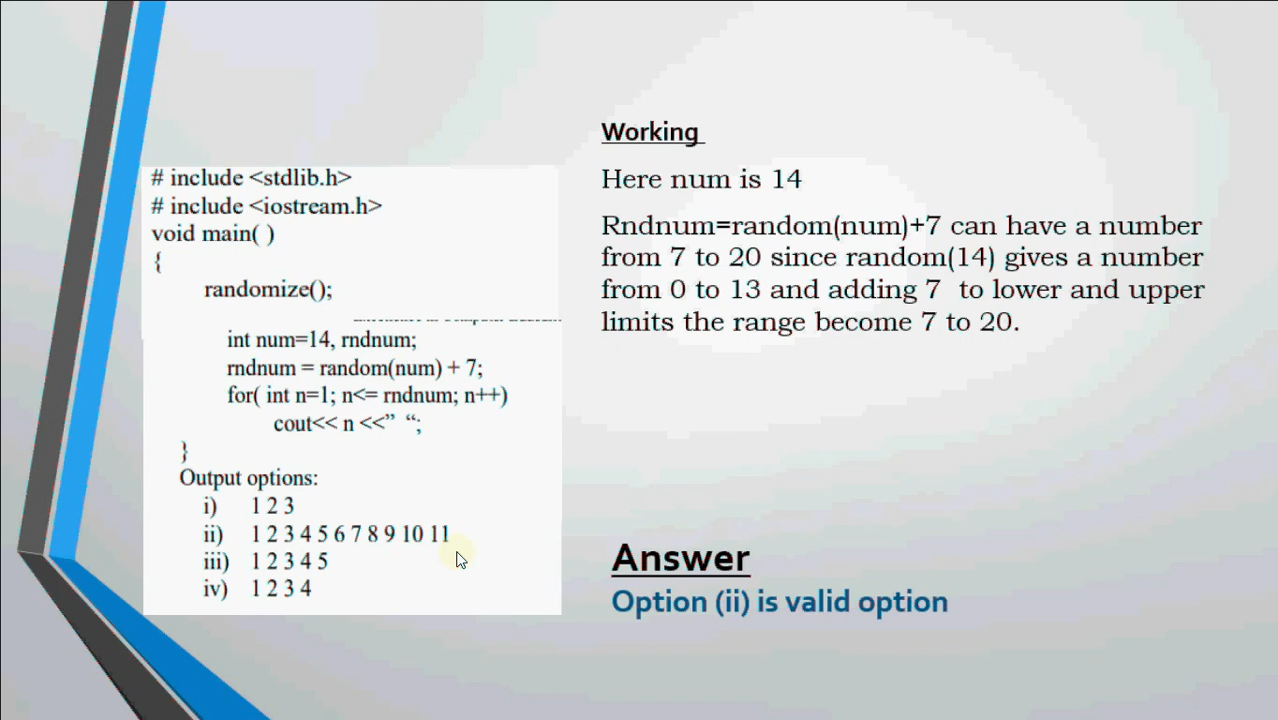 # include <stdlib.h>
# include <iostream.h>
void main( )
{
randomize();
int num=14, rndnum;
rndnum = random(num) + 7;
for( int n=1; n<= rndnum; n++)
cout<< n <<” “;
}
Output options:
i) 1 2 3
ii) 1 2 3 4 5 6 7 8 9 10 11
iii) 1 2 3 4 5
iv) 1 2 3 4
Working
Here num is 14
Rndnum=random(num)+7 can have a number
from 7 to 20 since random(14) gives a number
from 0 to 13 and adding 7 to lower and upper
limits the range become 7 to 20.
Answer
Option (ii) is valid option